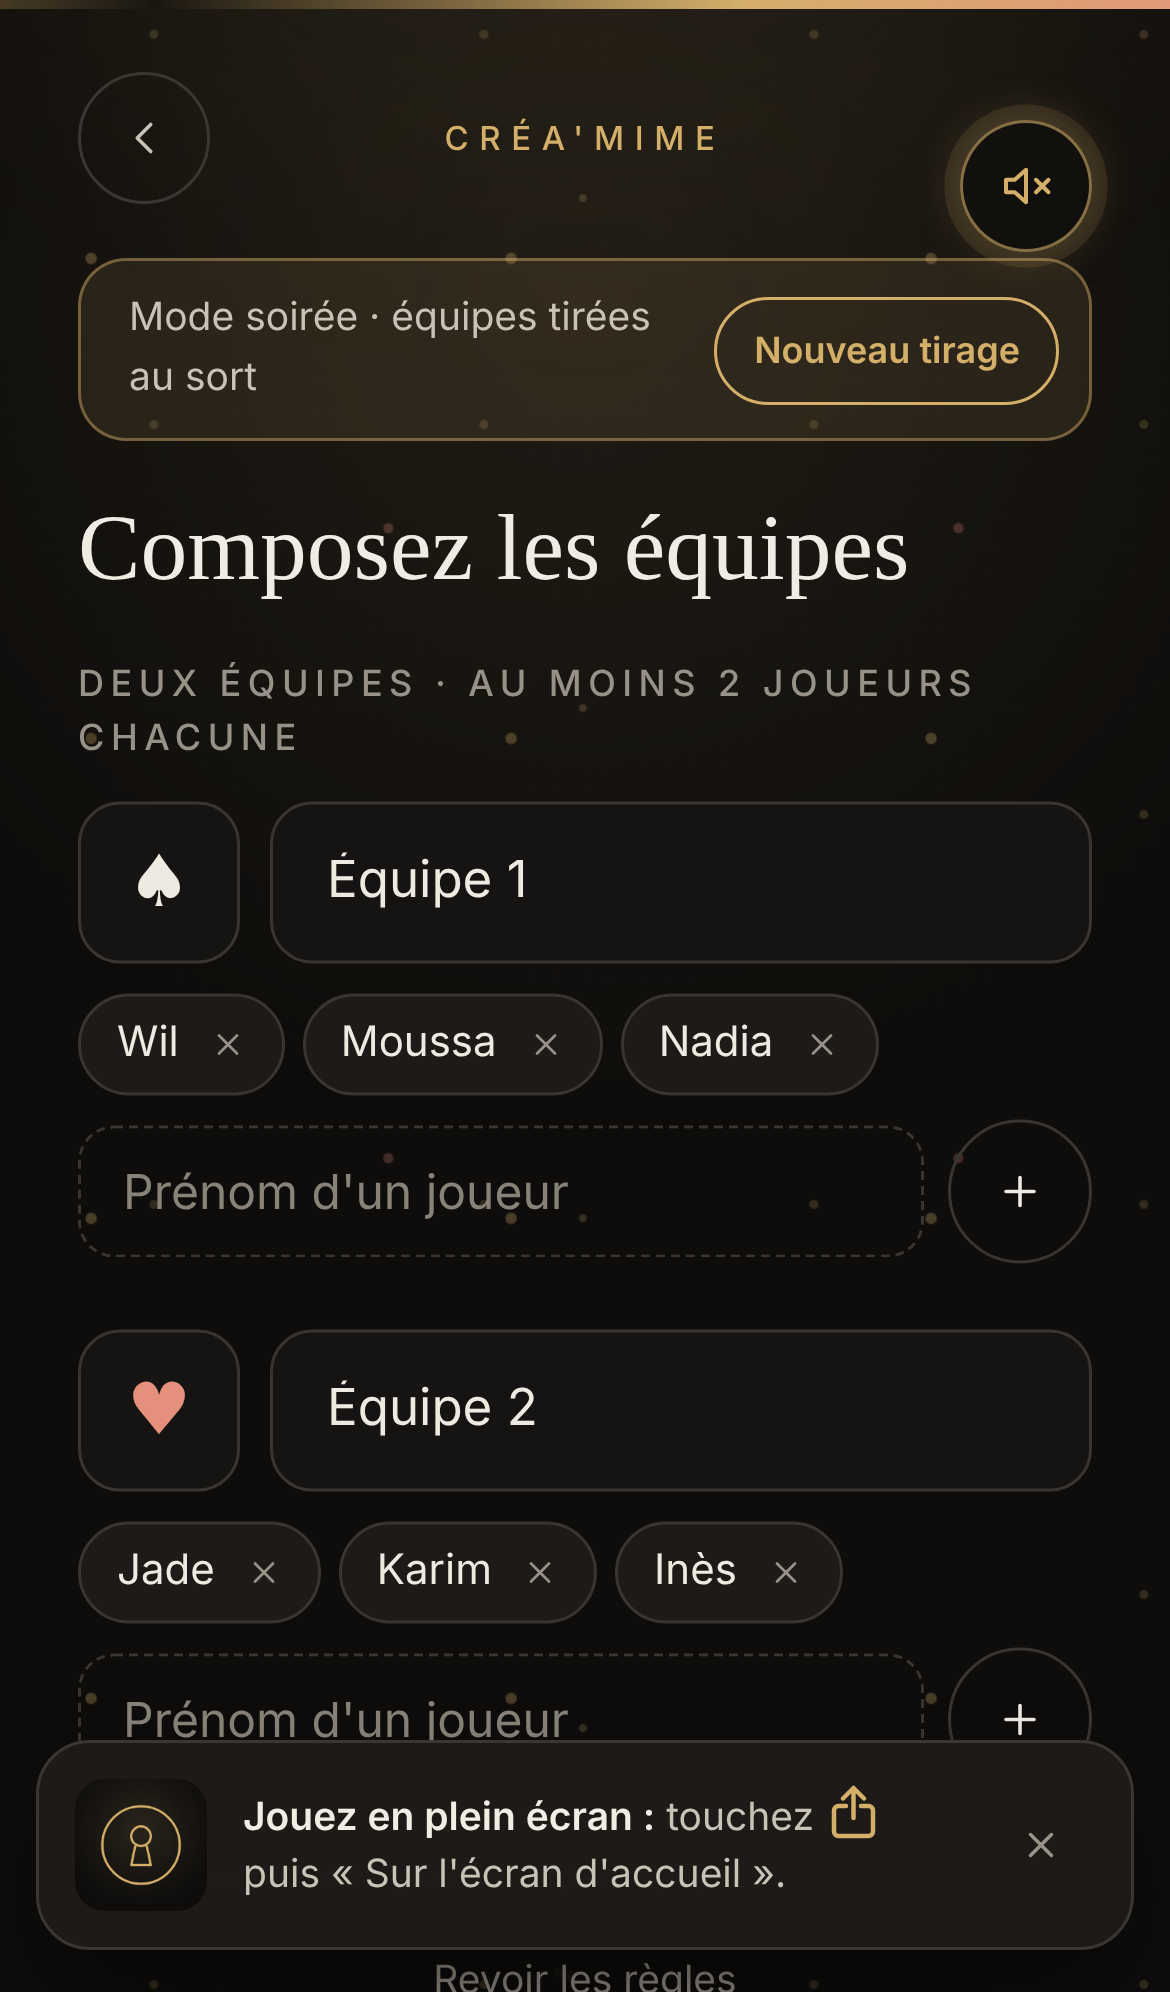 CRÉA'MIME
Mode soirée · équipes tirées
au sort
Nouveau tirage
Composez les équipes
DEUX ÉQUIPES · AU MOINS 2 JOUEURS
CHACUNE
Équipe 1
Wil
Moussa
Nadia
Prénom d'un joueur
Équipe 2
Jade
Karim
Inès
Prénom d'un joueur
Jouez en plein écran : touchez
puis « Sur l'écran d'accueil ».
Revoir les règles